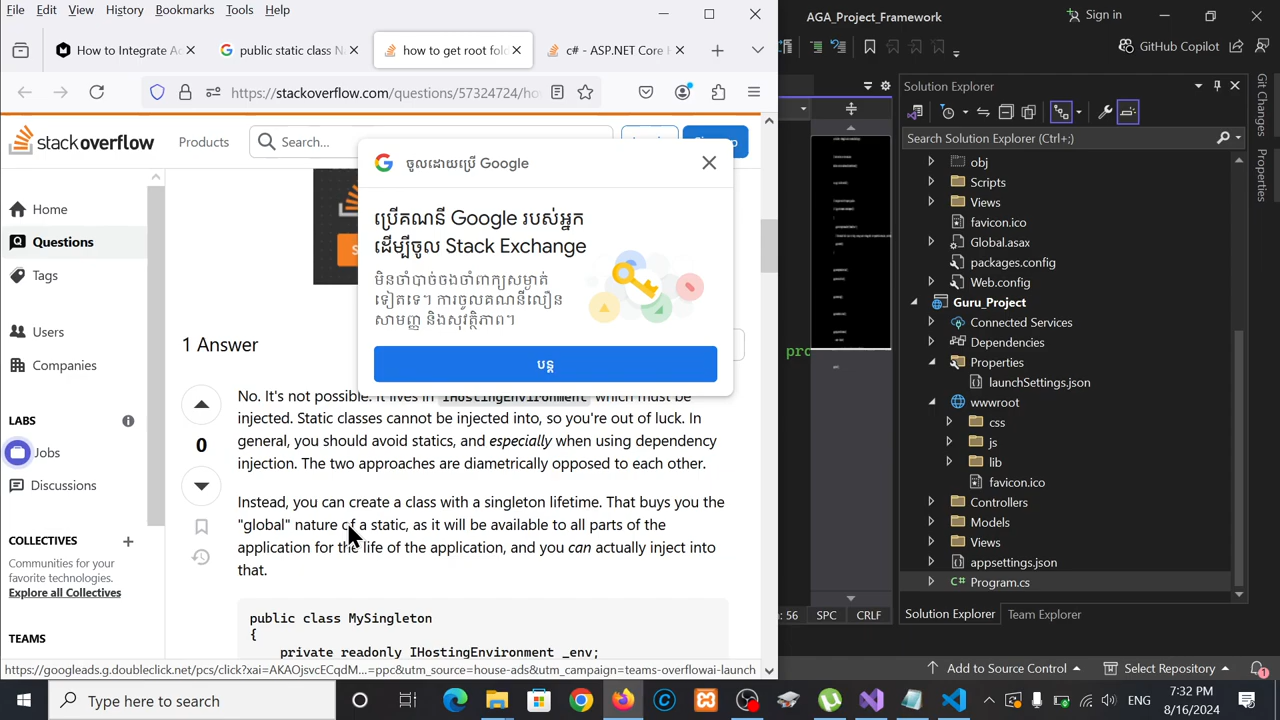 File Edit View History Bookmarks Tools Help
How to Integrate Ac
public static class N
how to get root fol
c# - ASP.NET Core H
https://stackoverflow.com/questions/57324724/ho
stackoverflow
Products
Search...
Home
Questions
Tags
Users
Companies
LABS
Jobs
Discussions
COLLECTIVES
Communities for your
favorite technologies.
Explore all Collectives
TEAMS
ចូលដោយប្រើ Google
ប្រើគណនី Google របស់អ្នក
ដើម្បីចូល Stack Exchange
មិនចាំបាច់ចងចាំពាក្យសម្ងាត់
ទៀតទេ។ ការចូលគណនីលឿន
សាមញ្ញ និងសុវត្ថិភាព។
បន្ត
1 Answer
0
No. It's not possible. It lives in IHostingEnvironment which must be
injected. Static classes cannot be injected into, so you're out of luck. In
general, you should avoid statics, and especially when using dependency
injection. The two approaches are diametrically opposed to each other.
Instead, you can create a class with a singleton lifetime. That buys you the
"global" nature of a static, as it will be available to all parts of the
application for the life of the application, and you can actually inject into
that.
public class MySingleton
{
private readonly IHostingEnvironment _env;
https://googleads.g.doubleclick.net/pcs/click?xai=AKAOjsvcECqdM...=ppc&utm_source=house-ads&utm_campaign=teams-overflowai-launch
AGA_Project_Framework
Sign in
GitHub Copilot
Solution Explorer
Search Solution Explorer (Ctrl+;)
obj
Scripts
Views
favicon.ico
Global.asax
packages.config
Web.config
Guru_Project
Connected Services
Dependencies
Properties
launchSettings.json
wwwroot
css
js
lib
favicon.ico
Controllers
Models
Views
appsettings.json
C# Program.cs
Solution Explorer Team Explorer
Git Changes
Properties
pro
: 56 SPC CRLF
Add to Source Control
Select Repository
1
Type here to search
ENG
7:32 PM
8/16/2024